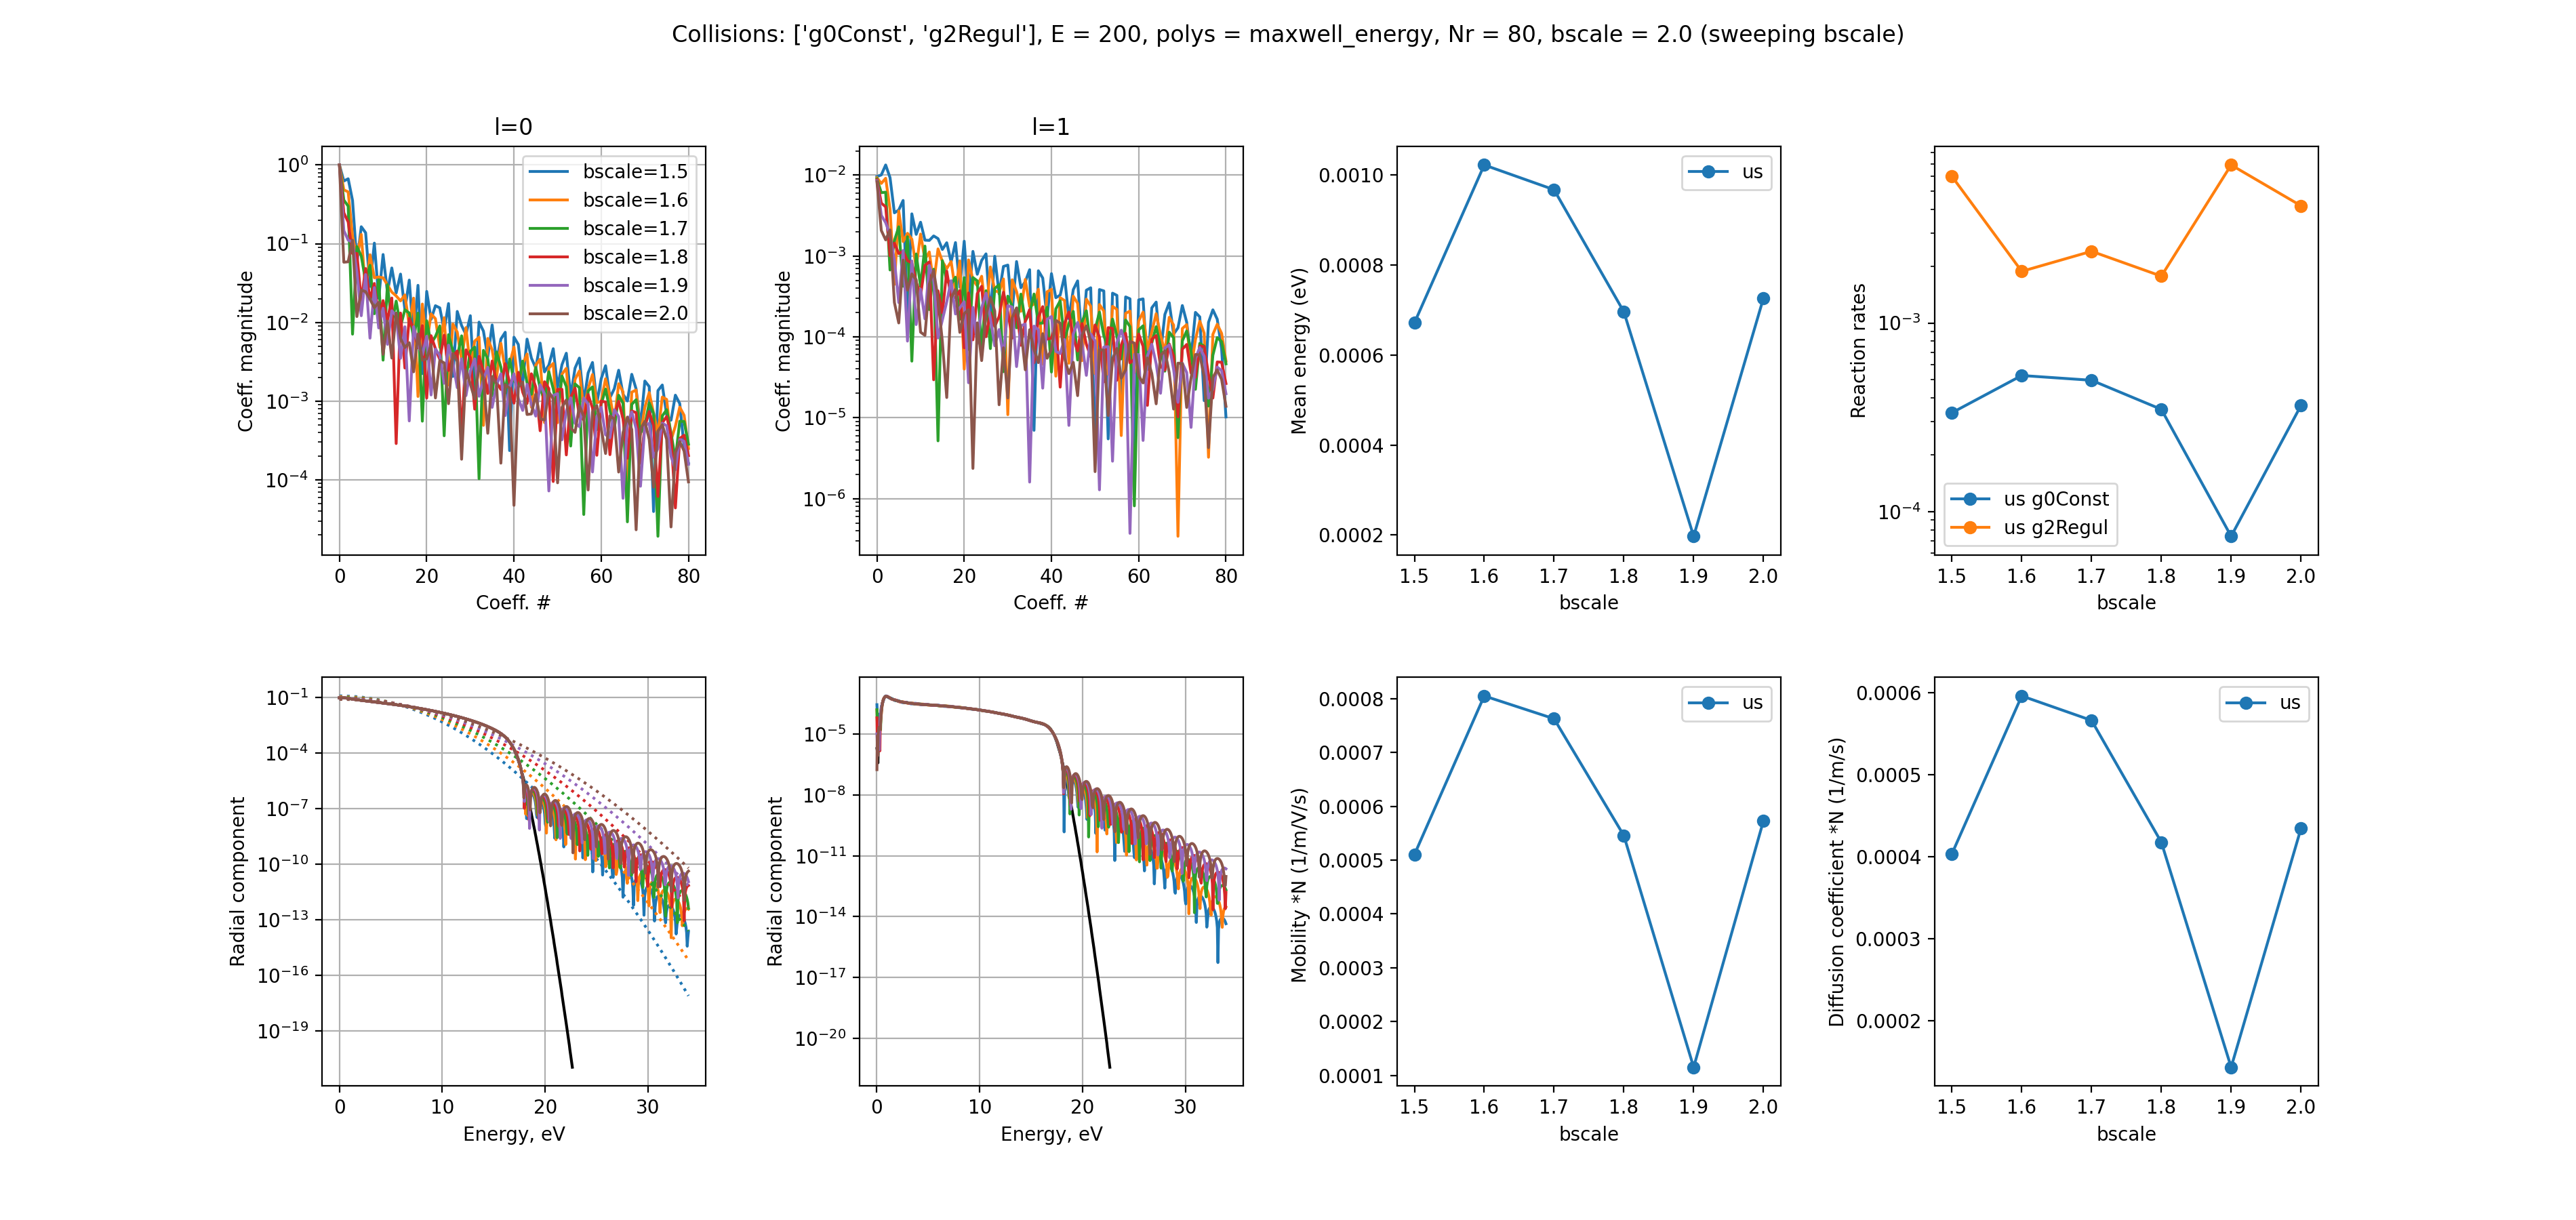 Collisions: ['g0Const', 'g2Regul'], E = 200, polys = maxwell_energy, Nr = 80, bscale = 2.0 (sweeping bscale)
l=0
Coeff. magnitude
10⁰
10⁻¹
10⁻²
10⁻³
10⁻⁴
bscale=1.5
bscale=1.6
bscale=1.7
bscale=1.8
bscale=1.9
bscale=2.0
0 20 40 60 80
Coeff. #
l=1
Coeff. magnitude
10⁻²
10⁻³
10⁻⁴
10⁻⁵
10⁻⁶
0 20 40 60 80
Coeff. #
Mean energy (eV)
0.0010
0.0008
0.0006
0.0004
0.0002
us
1.5 1.6 1.7 1.8 1.9 2.0
bscale
Reaction rates
10⁻³
10⁻⁴
us g0Const
us g2Regul
1.5 1.6 1.7 1.8 1.9 2.0
bscale
Radial component
10⁻¹
10⁻⁴
10⁻⁷
10⁻¹⁰
10⁻¹³
10⁻¹⁶
10⁻¹⁹
0 10 20 30
Energy, eV
Radial component
10⁻⁵
10⁻⁸
10⁻¹¹
10⁻¹⁴
10⁻¹⁷
10⁻²⁰
0 10 20 30
Energy, eV
Mobility *N (1/m/V/s)
0.0008
0.0007
0.0006
0.0005
0.0004
0.0003
0.0002
0.0001
us
1.5 1.6 1.7 1.8 1.9 2.0
bscale
Diffusion coefficient *N (1/m/s)
0.0006
0.0005
0.0004
0.0003
0.0002
us
1.5 1.6 1.7 1.8 1.9 2.0
bscale